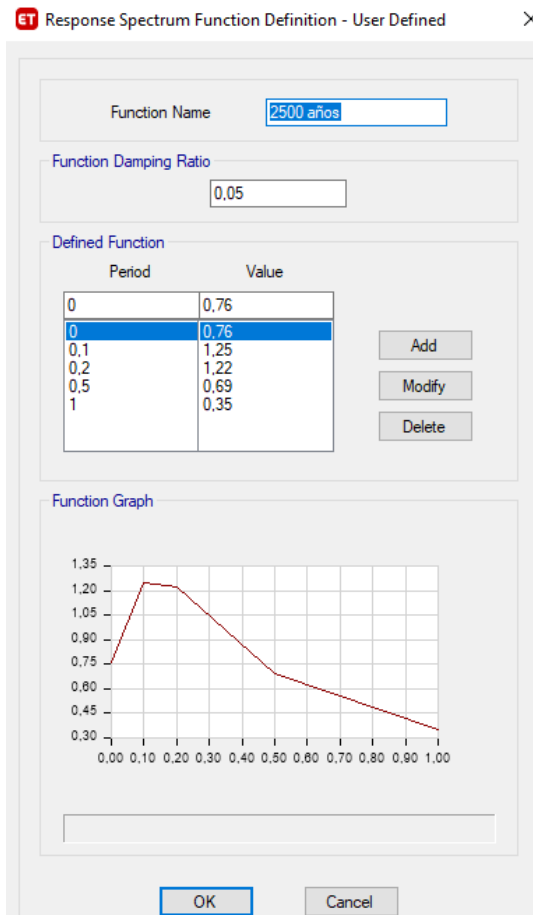 ET Response Spectrum Function Definition - User Defined
Function Name 2500 años
Function Damping Ratio
0,05
Defined Function
Period Value
0 0,76
0 0,76
0,1 1,25
0,2 1,22
0,5 0,69
1 0,35
Add
Modify
Delete
Function Graph
1,35
1,20
1,05
0,90
0,75
0,60
0,45
0,30
0,00 0,10 0,20 0,30 0,40 0,50 0,60 0,70 0,80 0,90 1,00
OK Cancel